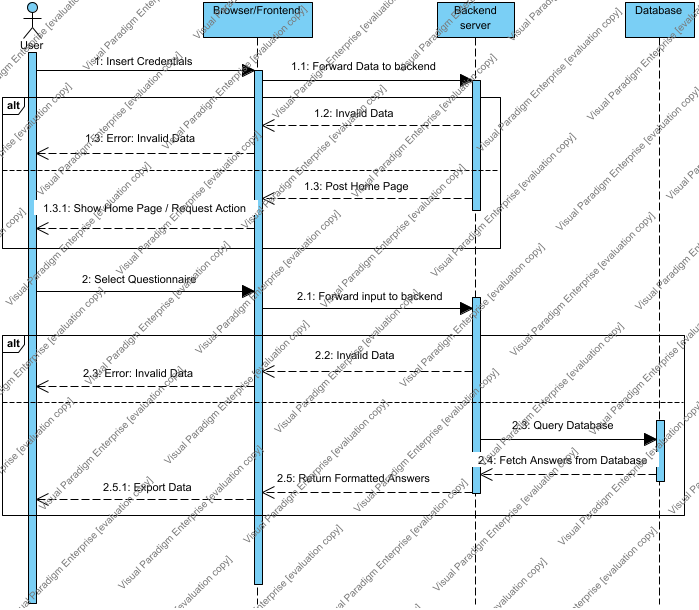 Browser/Frontend
Backend
server
Database
User
1: Insert Credentials
1.1: Forward Data to backend
alt
1.2: Invalid Data
1.3: Error: Invalid Data
1.3: Post Home Page
1.3.1: Show Home Page / Request Action
2: Select Questionnaire
2.1: Forward input to backend
alt
2.2: Invalid Data
2.3: Error: Invalid Data
2.3: Query Database
2.4: Fetch Answers from Database
2.5: Return Formatted Answers
2.5.1: Export Data
Visual Paradigm Enterprise [evaluation copy]